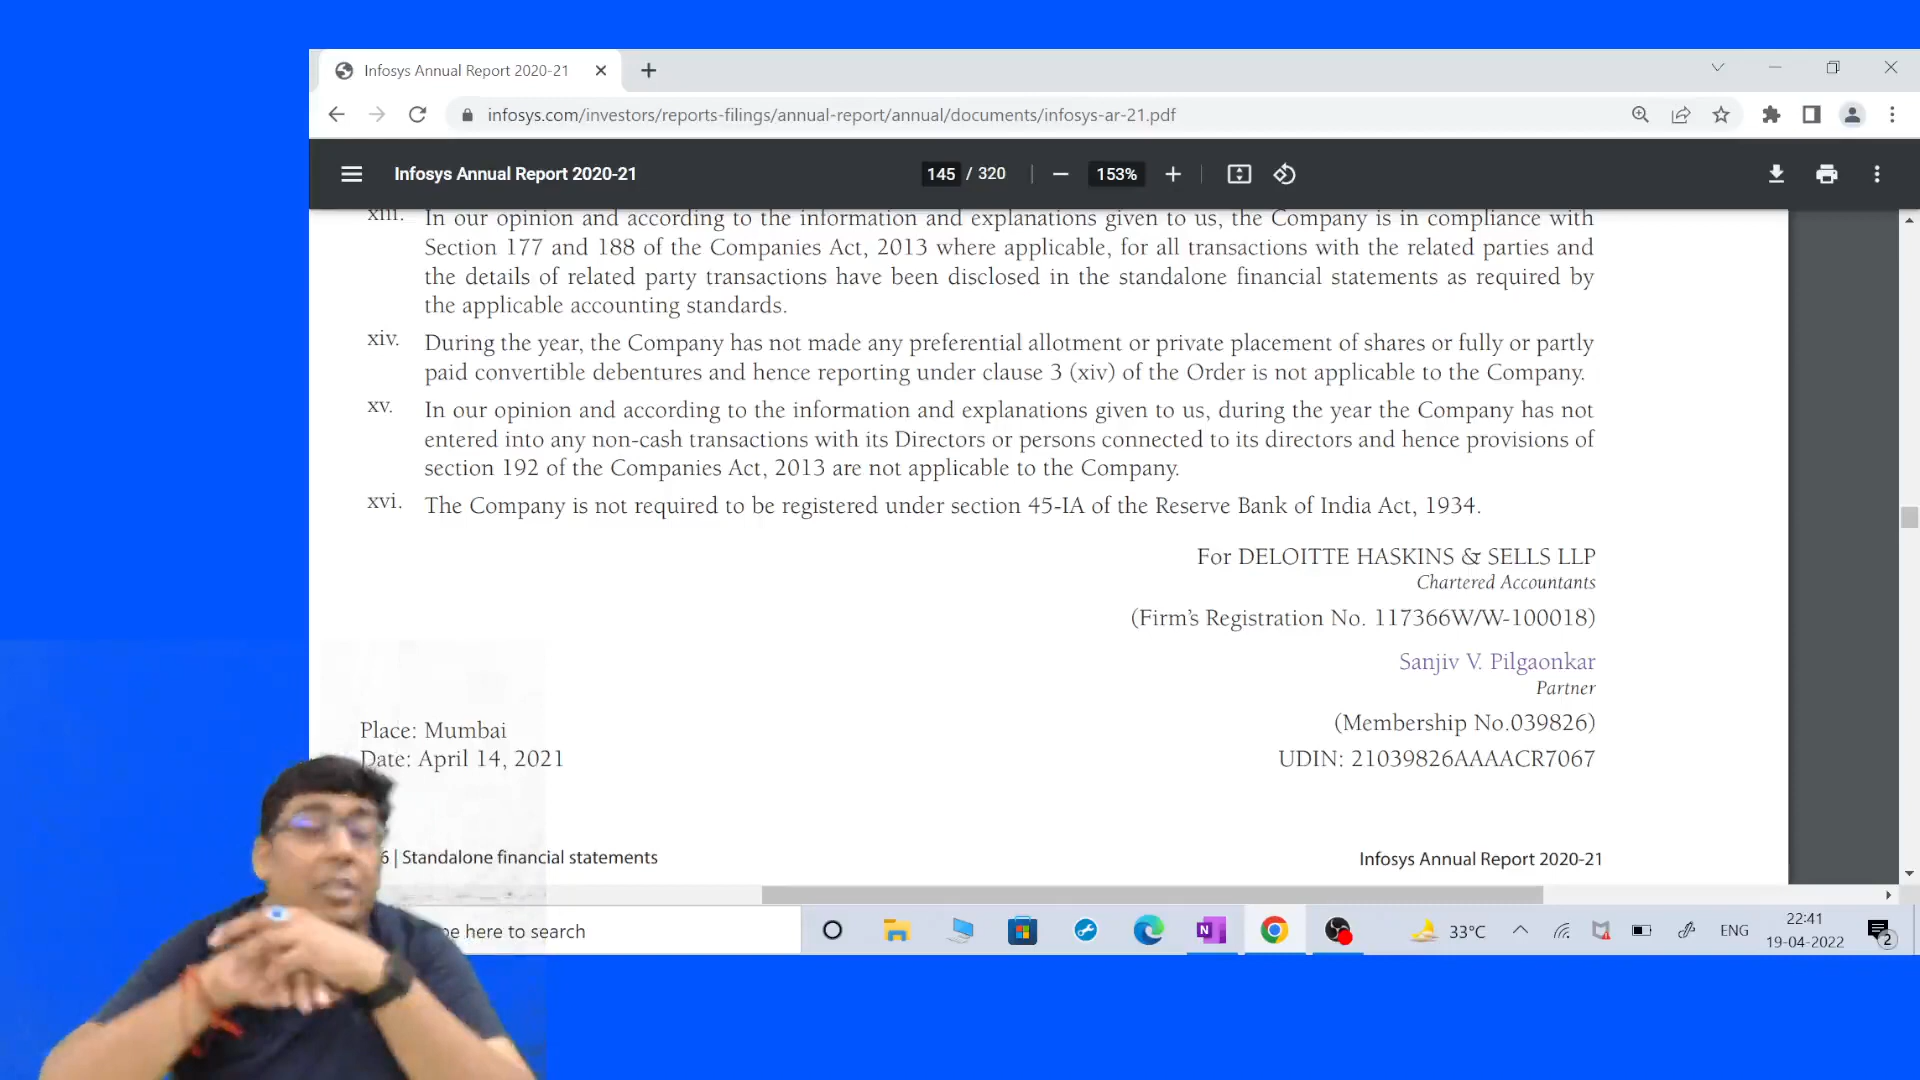 Infosys Annual Report 2020-21
infosys.com/investors/reports-filings/annual-report/annual/documents/infosys-ar-21.pdf
Infosys Annual Report 2020-21
145 / 320
153%
xiii. In our opinion and according to the information and explanations given to us, the Company is in compliance with
Section 177 and 188 of the Companies Act, 2013 where applicable, for all transactions with the related parties and
the details of related party transactions have been disclosed in the standalone financial statements as required by
the applicable accounting standards.
xiv. During the year, the Company has not made any preferential allotment or private placement of shares or fully or partly
paid convertible debentures and hence reporting under clause 3 (xiv) of the Order is not applicable to the Company.
xv. In our opinion and according to the information and explanations given to us, during the year the Company has not
entered into any non-cash transactions with its Directors or persons connected to its directors and hence provisions of
section 192 of the Companies Act, 2013 are not applicable to the Company.
xvi. The Company is not required to be registered under section 45-IA of the Reserve Bank of India Act, 1934.
For DELOITTE HASKINS & SELLS LLP
Chartered Accountants
(Firm's Registration No. 117366W/W-100018)
Sanjiv V. Pilgaonkar
Partner
(Membership No.039826)
UDIN: 21039826AAAACR7067
Place: Mumbai
Date: April 14, 2021
6 | Standalone financial statements
Infosys Annual Report 2020-21
pe here to search
N
33°C
ENG
22:41
19-04-2022
2